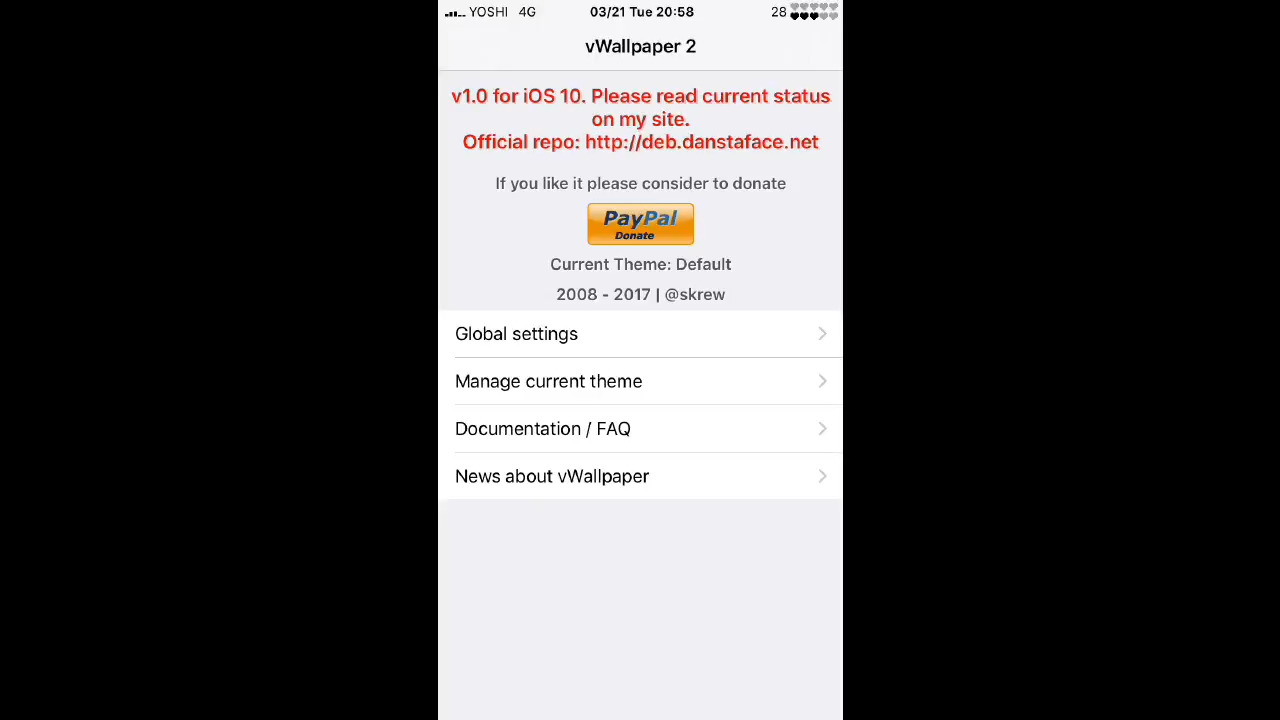 YOSHI 4G 03/21 Tue 20:58 28
vWallpaper 2
v1.0 for iOS 10. Please read current status
on my site.
Official repo: http://deb.danstaface.net
If you like it please consider to donate
PayPal
Donate
Current Theme: Default
2008 - 2017 | @skrew
Global settings
Manage current theme
Documentation / FAQ
News about vWallpaper